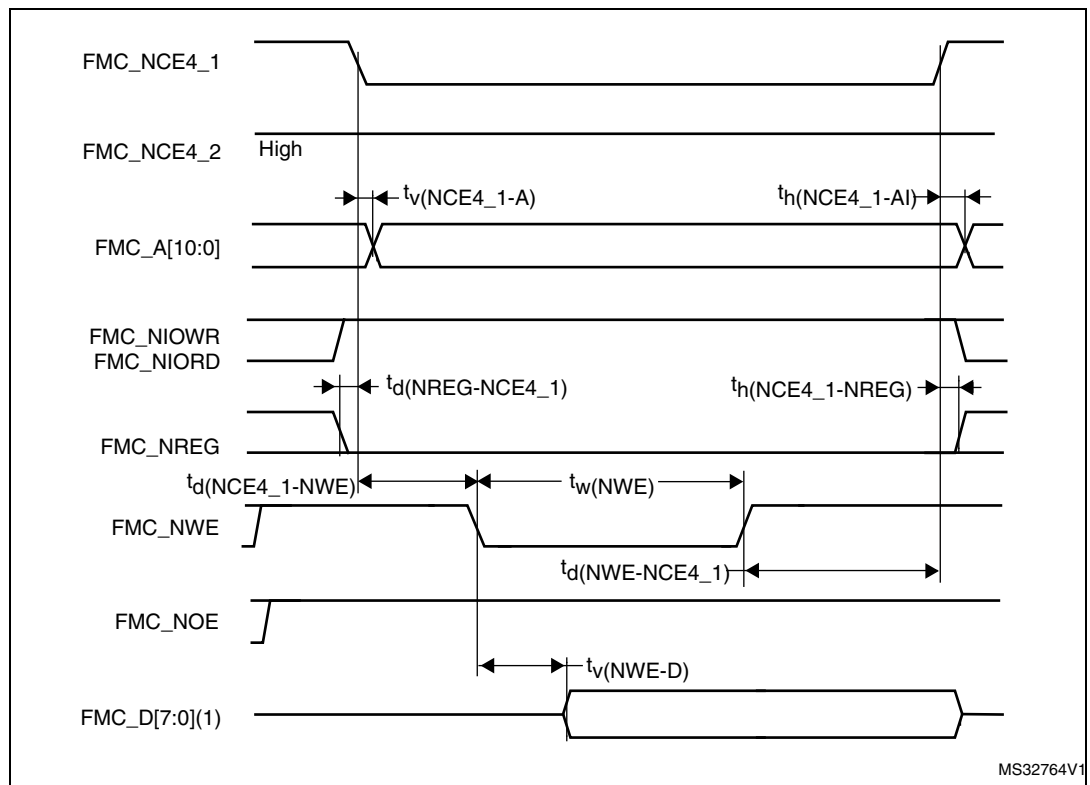 FMC_NCE4_1
FMC_NCE4_2
High
tv(NCE4_1-A)
th(NCE4_1-AI)
FMC_A[10:0]
FMC_NIOWR
FMC_NIORD
td(NREG-NCE4_1)
th(NCE4_1-NREG)
FMC_NREG
td(NCE4_1-NWE)
tw(NWE)
FMC_NWE
td(NWE-NCE4_1)
FMC_NOE
tv(NWE-D)
FMC_D[7:0](1)
MS32764V1